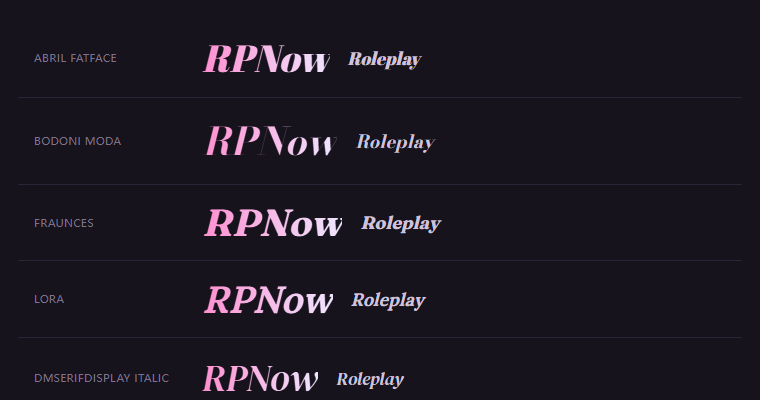 ABRIL FATFACE RPNow Roleplay
BODONI MODA RPNow Roleplay
FRAUNCES RPNow Roleplay
LORA RPNow Roleplay
DMSERIFDISPLAY ITALIC RPNow Roleplay